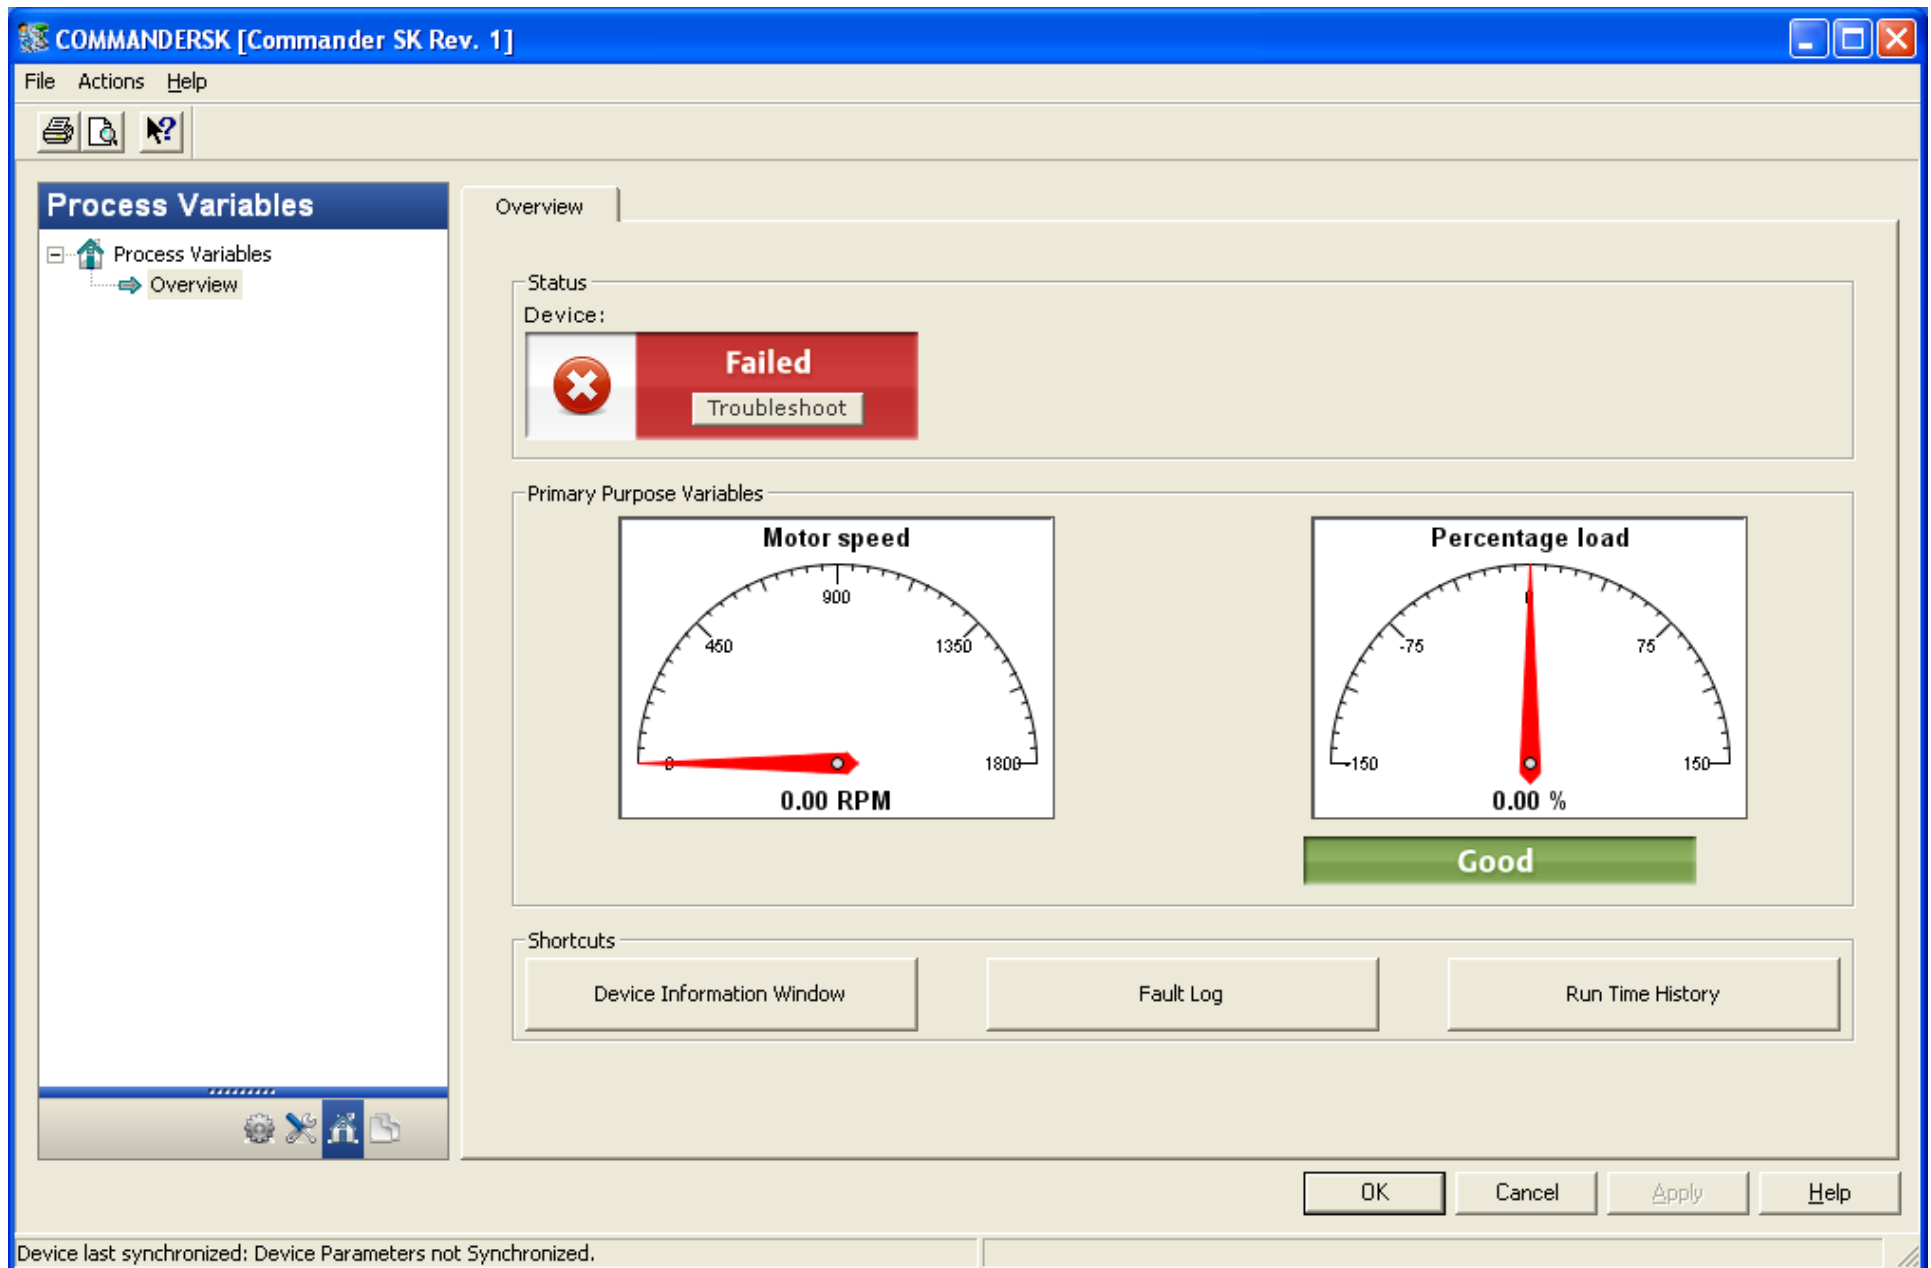 COMMANDERSK [Commander SK Rev. 1]
File Actions Help
Process Variables
Process Variables
Overview
Overview
Status
Device:
Failed
Troubleshoot
Primary Purpose Variables
Motor speed
0
450
900
1350
1800
0.00 RPM
Percentage load
-150
-75
0
75
150
0.00 %
Good
Shortcuts
Device Information Window
Fault Log
Run Time History
OK Cancel Apply Help
Device last synchronized: Device Parameters not Synchronized.